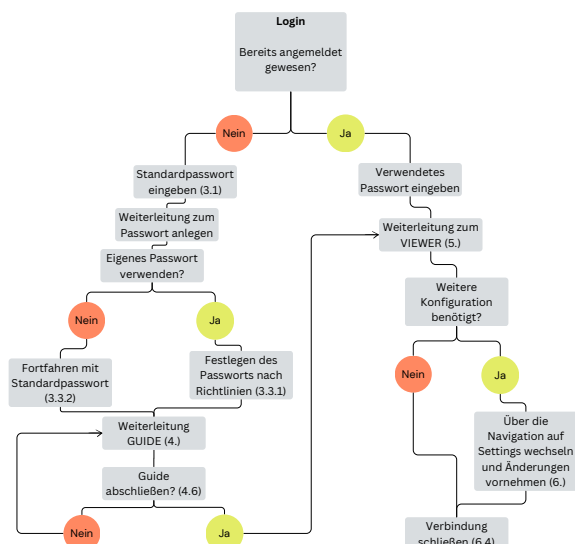 Login
Bereits angemeldet
gewesen?
Nein
Ja
Standardpasswort
eingeben (3.1)
Verwendetes
Passwort eingeben
Weiterleitung zum
Passwort anlegen
Weiterleitung zum
VIEWER (5.)
Eigenes Passwort
verwenden?
Weitere
Konfiguration
benötigt?
Nein
Ja
Fortfahren mit
Standardpasswort
(3.3.2)
Festlegen des
Passworts nach
Richtlinien (3.3.1)
Nein
Ja
Weiterleitung
GUIDE (4.)
Über die
Navigation auf
Settings wechseln
und Änderungen
vornehmen (6.)
Guide
abschließen? (4.6)
Nein
Ja
Verbindung
schließen (6.4)